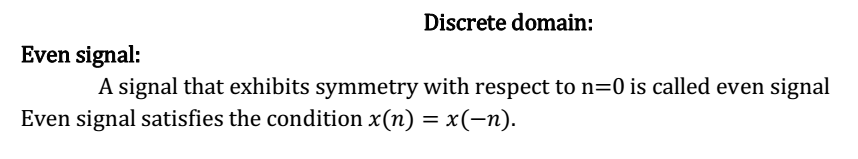 Discrete domain:
Even signal:
A signal that exhibits symmetry with respect to n=0 is called even signal
Even signal satisfies the condition x(n) = x(−n).